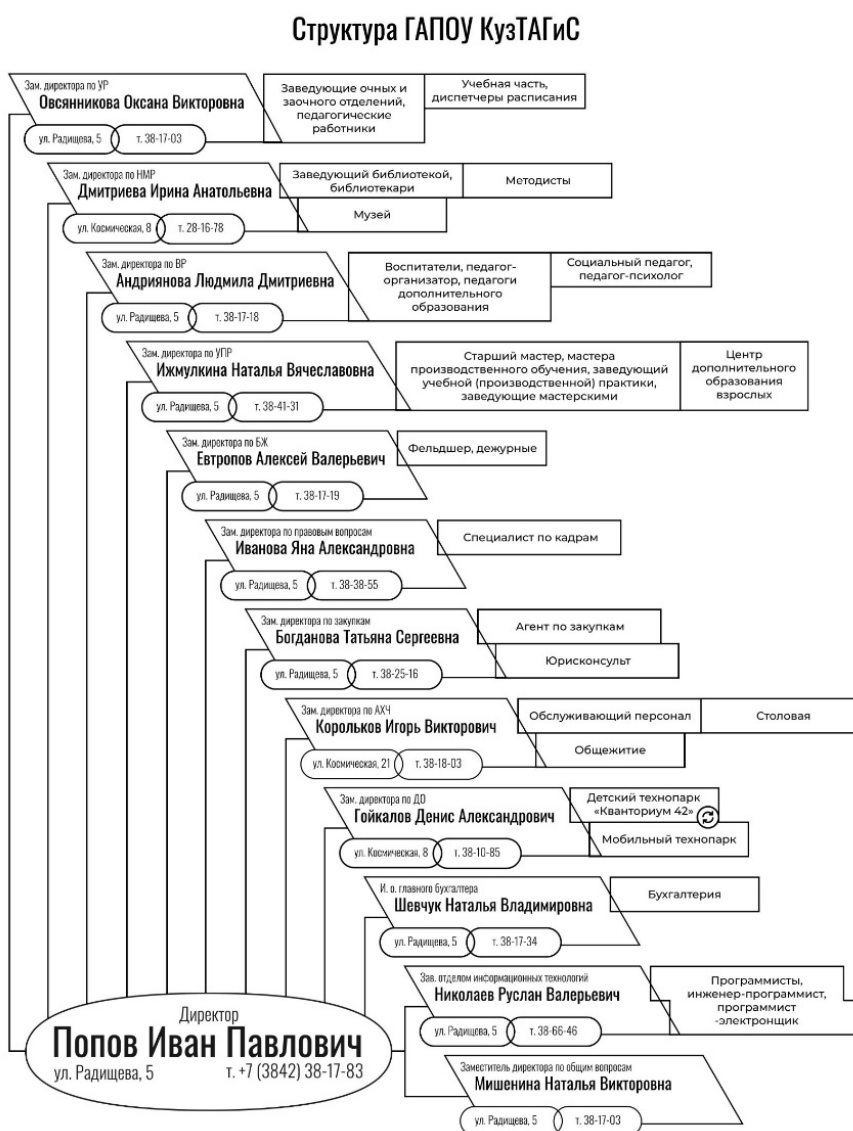 Структура ГАПОУ КузТАГиС
Зам. директора по УР
Овсянникова Оксана Викторовна
ул. Радищева, 5
т. 38-17-03
Заведующие очных и
заочного отделений,
педагогические
работники
Учебная часть,
диспетчеры расписания
Зам. директора по НМР
Дмитриева Ирина Анатольевна
ул. Космическая, 8
т. 28-16-78
Заведующий библиотекой,
библиотекари
Методисты
Музей
Зам. директора по ВР
Андриянова Людмила Дмитриевна
ул. Радищева, 5
т. 38-17-18
Воспитатели, педагог-
организатор, педагоги
дополнительного
образования
Социальный педагог,
педагог-психолог
Зам. директора по УПР
Ижмулкина Наталья Вячеславовна
ул. Радищева, 5
т. 38-41-31
Старший мастер, мастера
производственного обучения, заведующий
учебной (производственной) практики,
заведующие мастерскими
Центр
дополнительного
образования
взрослых
Зам. директора по БЖ
Евтропов Алексей Валерьевич
ул. Радищева, 5
т. 38-17-19
Фельдшер, дежурные
Зам. директора по правовым вопросам
Иванова Яна Александровна
ул. Радищева, 5
т. 38-38-55
Специалист по кадрам
Зам. директора по закупкам
Богданова Татьяна Сергеевна
ул. Радищева, 5
т. 38-25-16
Агент по закупкам
Юрисконсульт
Зам. директора по АХЧ
Корольков Игорь Викторович
ул. Космическая, 21
т. 38-18-03
Обслуживающий персонал
Столовая
Общежитие
Зам. директора по ДО
Гойкалов Денис Александрович
ул. Космическая, 8
т. 38-10-85
Детский технопарк
«Кванториум 42»
Мобильный технопарк
И. о. главного бухгалтера
Шевчук Наталья Владимировна
ул. Радищева, 5
т. 38-17-34
Бухгалтерия
Зав. отделом информационных технологий
Николаев Руслан Валерьевич
ул. Радищева, 5
т. 38-66-46
Программисты,
инженер-программист,
программист
-электронщик
Директор
Попов Иван Павлович
ул. Радищева, 5
т. +7 (3842) 38-17-83
Заместитель директора по общим вопросам
Мишенина Наталья Викторовна
ул. Радищева, 5
т. 38-17-03